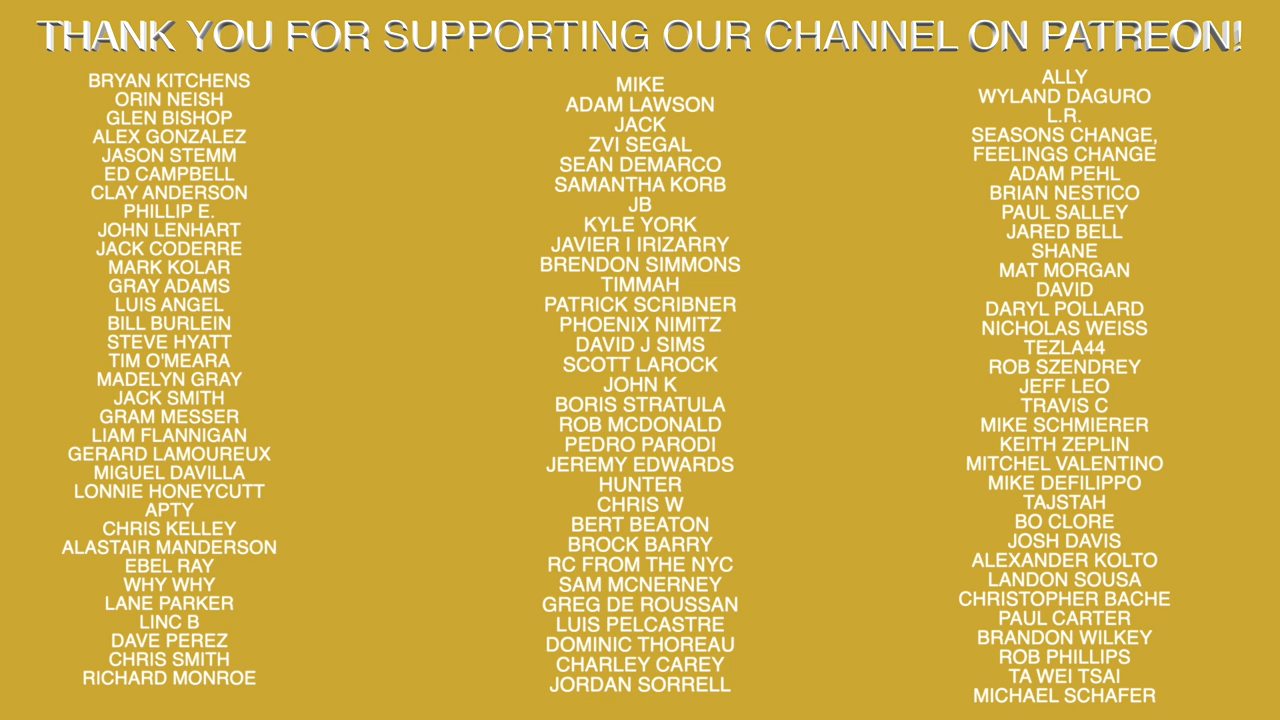 THANK YOU FOR SUPPORTING OUR CHANNEL ON PATREON!
BRYAN KITCHENS
ORIN NEISH
GLEN BISHOP
ALEX GONZALEZ
JASON STEMM
ED CAMPBELL
CLAY ANDERSON
PHILLIP E.
JOHN LENHART
JACK CODERRE
MARK KOLAR
GRAY ADAMS
LUIS ANGEL
BILL BURLEIN
STEVE HYATT
TIM O'MEARA
MADELYN GRAY
JACK SMITH
GRAM MESSER
LIAM FLANNIGAN
GERARD LAMOUREUX
MIGUEL DAVILLA
LONNIE HONEYCUTT
APTY
CHRIS KELLEY
ALASTAIR MANDERSON
EBEL RAY
WHY WHY
LANE PARKER
LINC B
DAVE PEREZ
CHRIS SMITH
RICHARD MONROE
MIKE
ADAM LAWSON
JACK
ZVI SEGAL
SEAN DEMARCO
SAMANTHA KORB
JB
KYLE YORK
JAVIER I IRIZARRY
BRENDON SIMMONS
TIMMAH
PATRICK SCRIBNER
PHOENIX NIMITZ
DAVID J SIMS
SCOTT LAROCK
JOHN K
BORIS STRATULA
ROB MCDONALD
PEDRO PARODI
JEREMY EDWARDS
HUNTER
CHRIS W
BERT BEATON
BROCK BARRY
RC FROM THE NYC
SAM MCNERNEY
GREG DE ROUSSAN
LUIS PELCASTRE
DOMINIC THOREAU
CHARLEY CAREY
JORDAN SORRELL
ALLY
WYLAND DAGURO
L.R.
SEASONS CHANGE,
FEELINGS CHANGE
ADAM PEHL
BRIAN NESTICO
PAUL SALLEY
JARED BELL
SHANE
MAT MORGAN
DAVID
DARYL POLLARD
NICHOLAS WEISS
TEZLA44
ROB SZENDREY
JEFF LEO
TRAVIS C
MIKE SCHMIERER
KEITH ZEPLIN
MITCHEL VALENTINO
MIKE DEFILIPPO
TAJSTAH
BO CLORE
JOSH DAVIS
ALEXANDER KOLTO
LANDON SOUSA
CHRISTOPHER BACHE
PAUL CARTER
BRANDON WILKEY
ROB PHILLIPS
TA WEI TSAI
MICHAEL SCHAFER